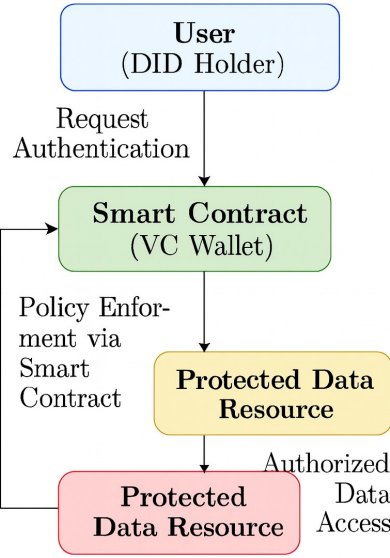 User
(DID Holder)
Request
Authentication
Smart Contract
(VC Wallet)
Policy Enfor-
ment via
Smart
Contract
Protected Data
Resource
Authorized
Data
Access
Protected
Data Resource